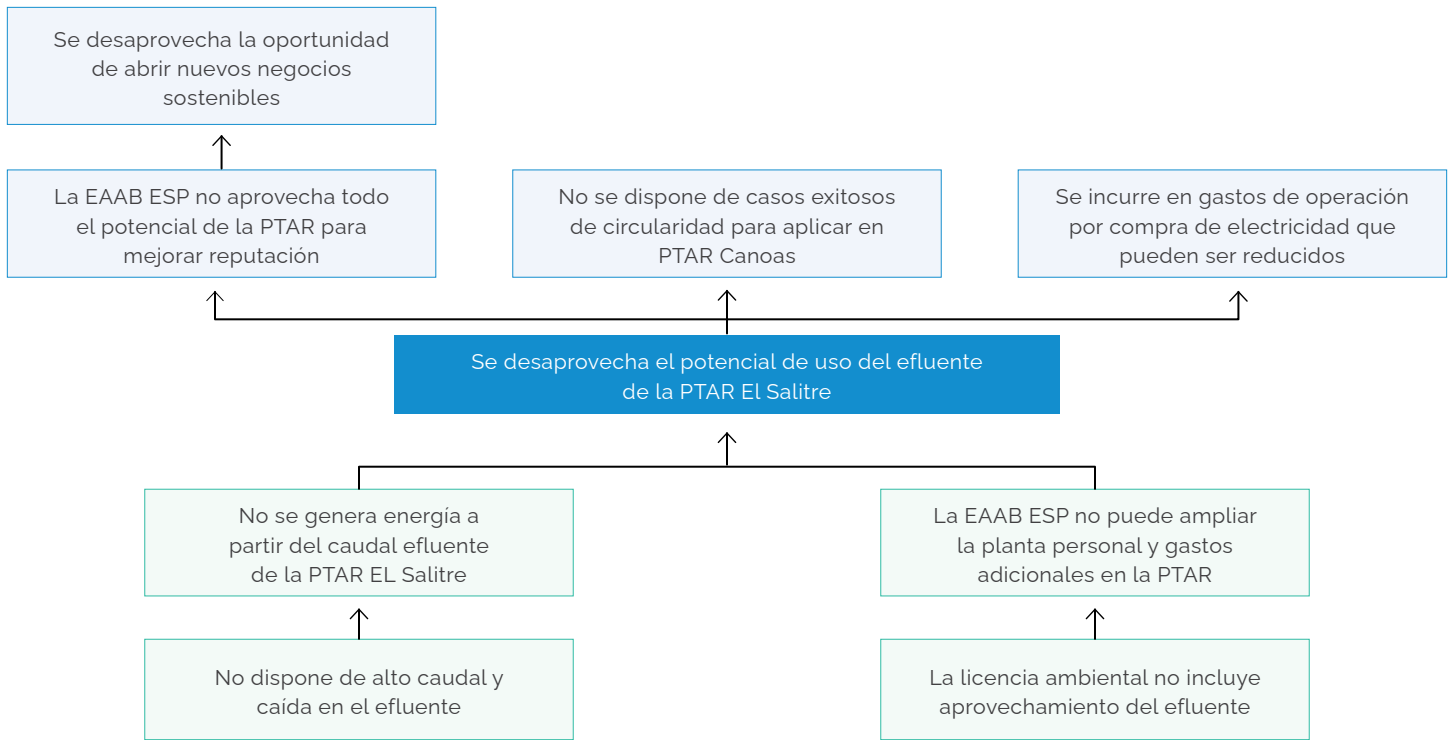 Se desaprovecha la oportunidad
de abrir nuevos negocios
sostenibles
La EAAB ESP no aprovecha todo
el potencial de la PTAR para
mejorar reputación
No se dispone de casos exitosos
de circularidad para aplicar en
PTAR Canoas
Se incurre en gastos de operación
por compra de electricidad que
pueden ser reducidos
Se desaprovecha el potencial de uso del efluente
de la PTAR El Salitre
No se genera energía a
partir del caudal efluente
de la PTAR EL Salitre
La EAAB ESP no puede ampliar
la planta personal y gastos
adicionales en la PTAR
No dispone de alto caudal y
caída en el efluente
La licencia ambiental no incluye
aprovechamiento del efluente